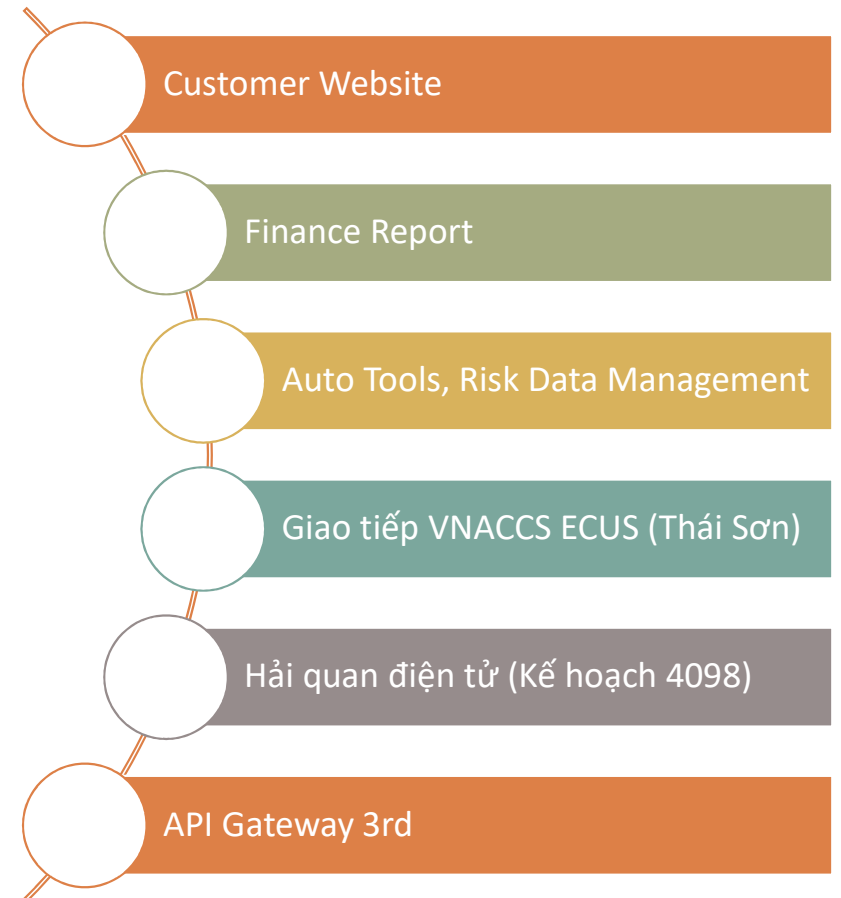 Customer Website
Finance Report
Auto Tools, Risk Data Management
Giao tiếp VNACCS ECUS (Thái Sơn)
Hải quan điện tử (Kế hoạch 4098)
API Gateway 3rd